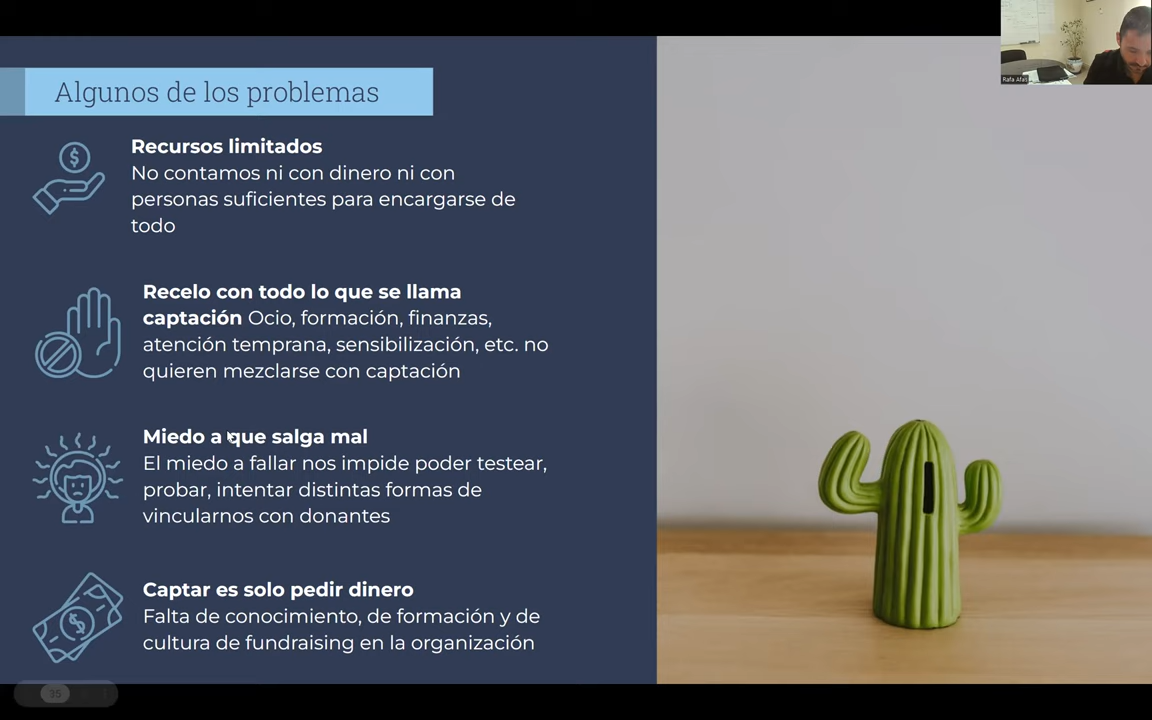 Rafa Afa
Algunos de los problemas
$
Recursos limitados
No contamos ni con dinero ni con
personas suficientes para encargarse de
todo
Recelo con todo lo que se llama
captación Ocio, formación, finanzas,
atención temprana, sensibilización, etc. no
quieren mezclarse con captación
Miedo a que salga mal
El miedo a fallar nos impide poder testear,
probar, intentar distintas formas de
vincularnos con donantes
$
Captar es solo pedir dinero
Falta de conocimiento, de formación y de
cultura de fundraising en la organización
35